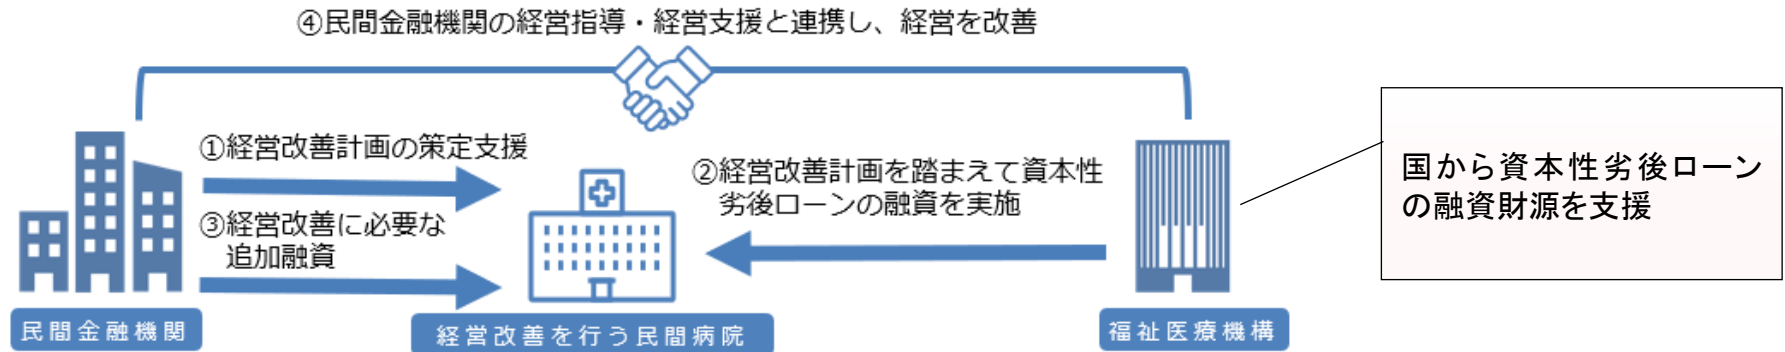 ④民間金融機関の経営指導・経営支援と連携し、経営を改善
①経営改善計画の策定支援
③経営改善に必要な
追加融資
②経営改善計画を踏まえて資本性
劣後ローンの融資を実施
国から資本性劣後ローン
の融資財源を支援
民間金融機関
経営改善を行う民間病院
福祉医療機構